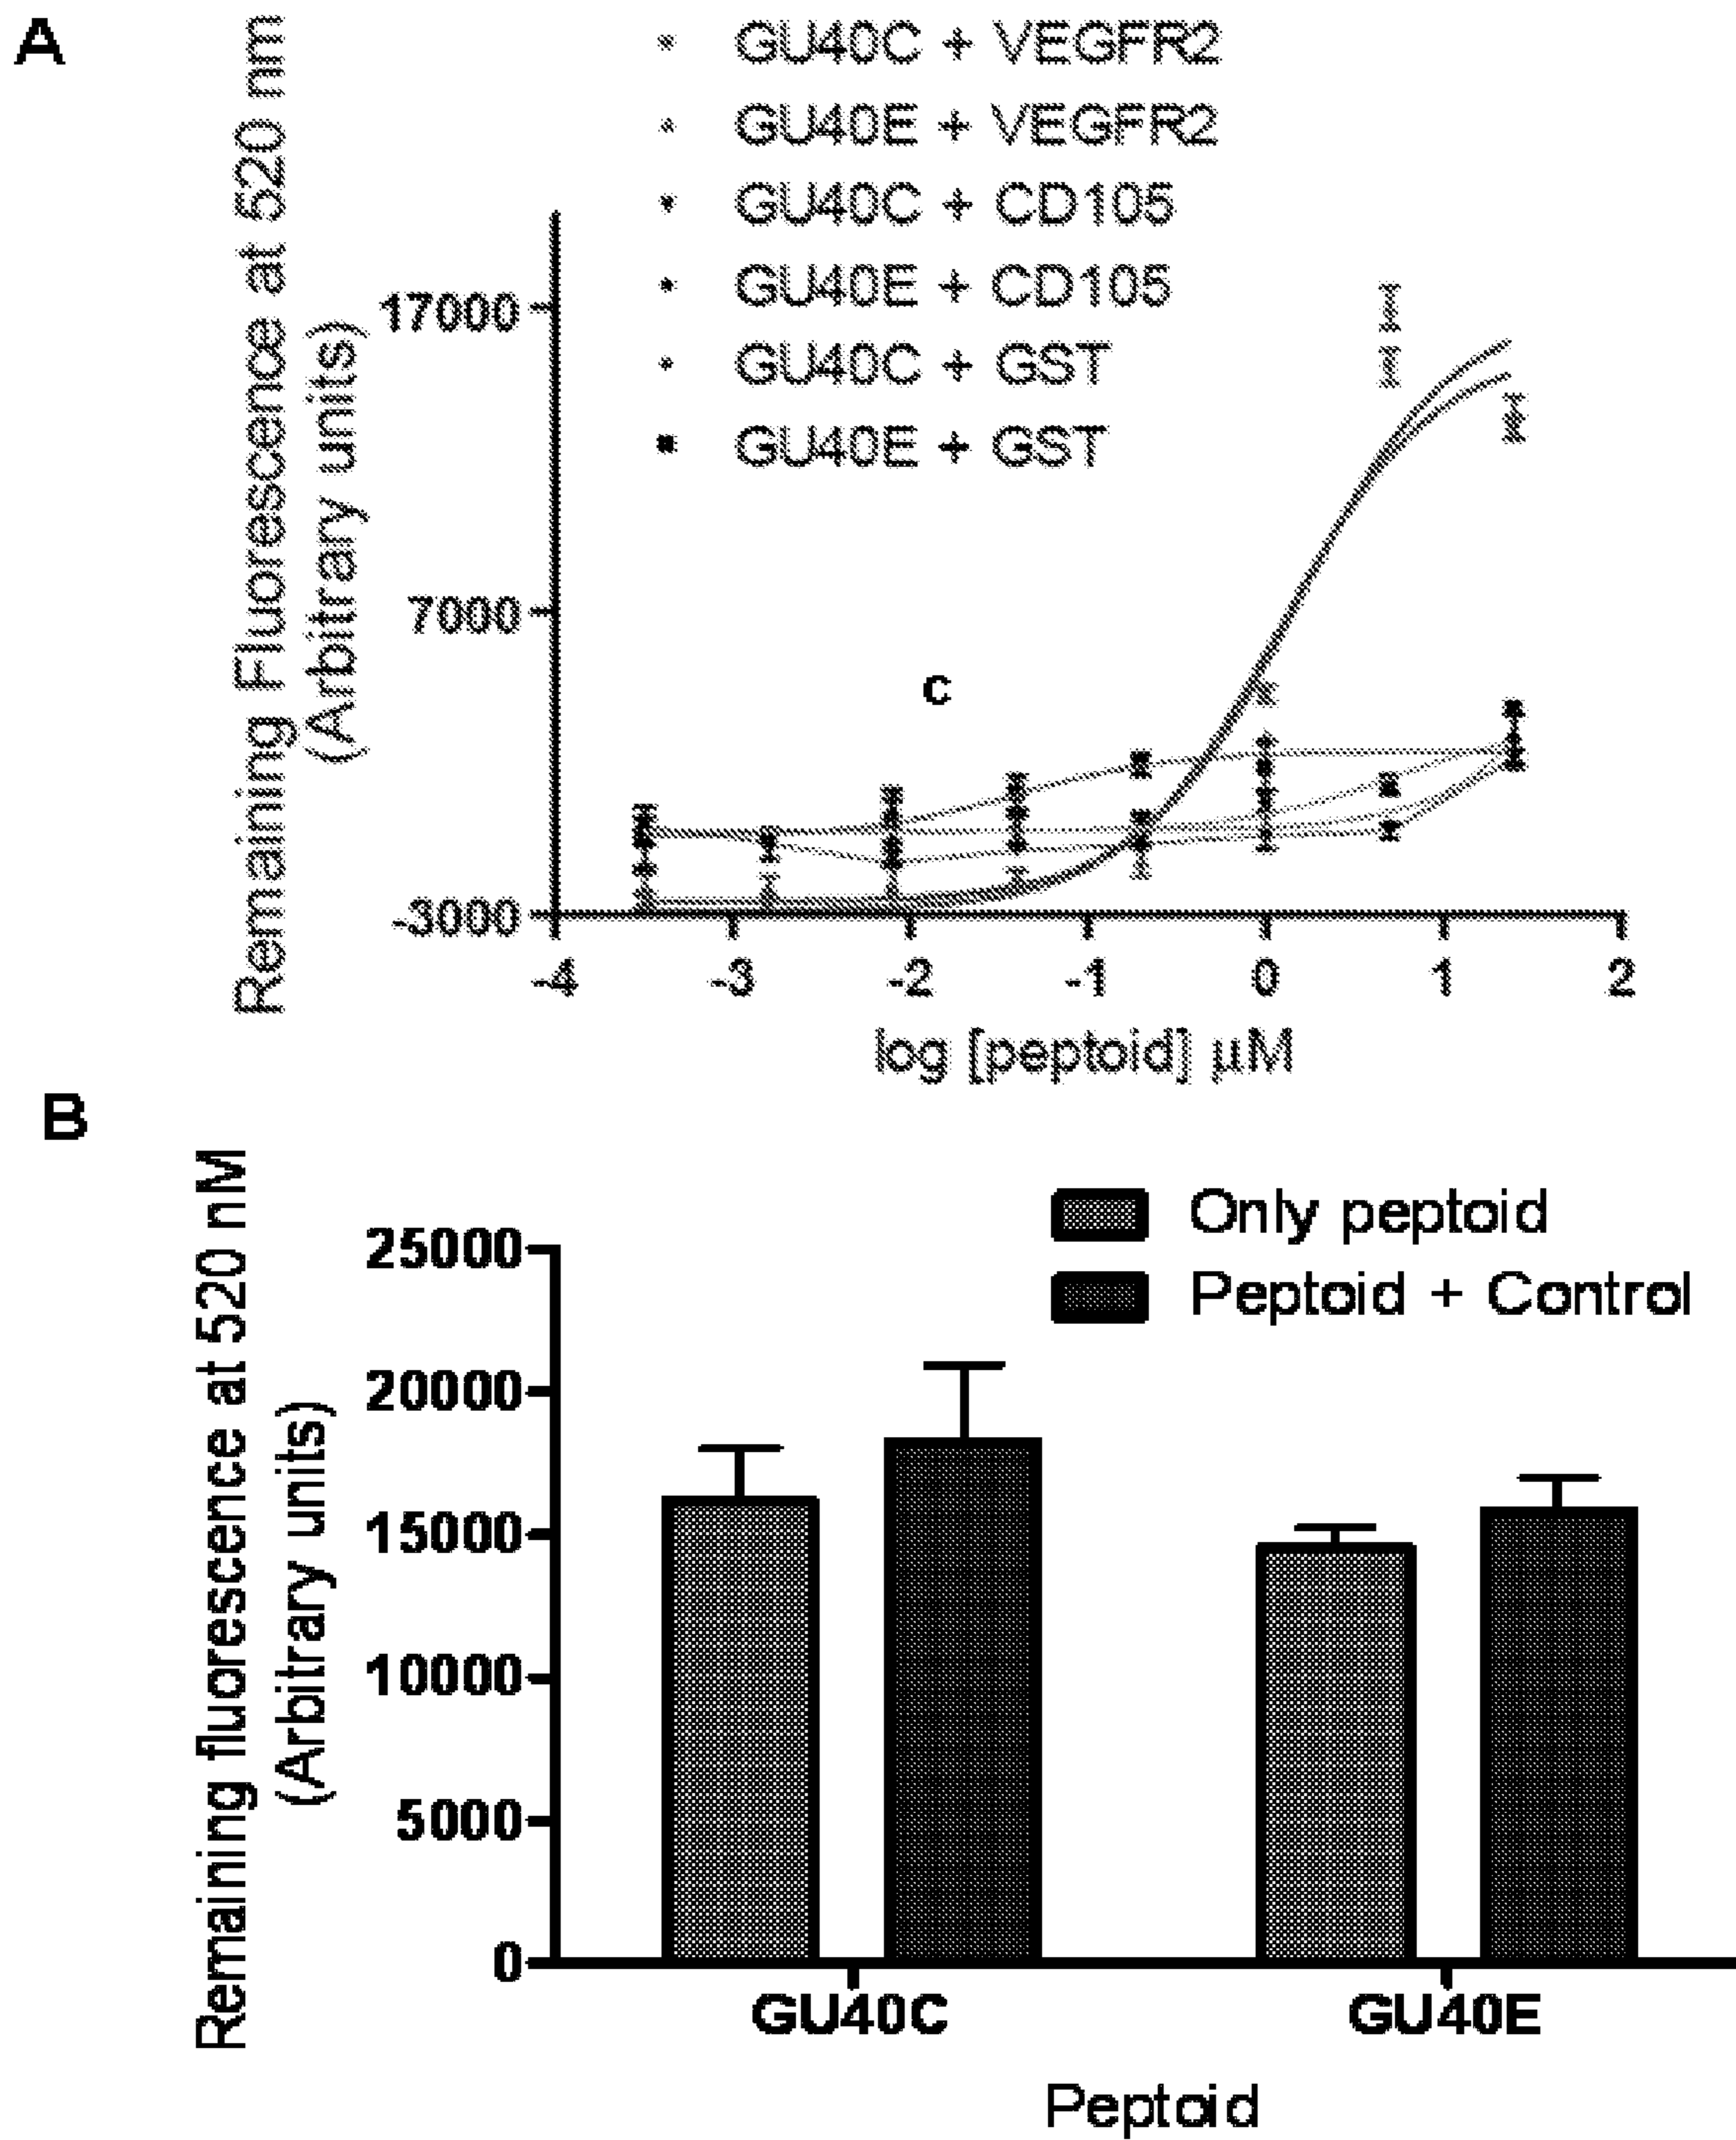 A
GU40C + VEGFR2
GU40E + VEGFR2
GU40C + CD105
GU40E + CD105
GU40C + GST
GU40E + GST
Remaining Fluorescence at 520 nm
(Arbitrary units)
17000
7000
-3000
c
-4 -3 -2 -1 0 1 2
log [peptoid] µM
B
Only peptoid
Peptoid + Control
Remaining fluorescence at 520 nM
(Arbitrary units)
25000
20000
15000
10000
5000
0
GU40C GU40E
Peptoid